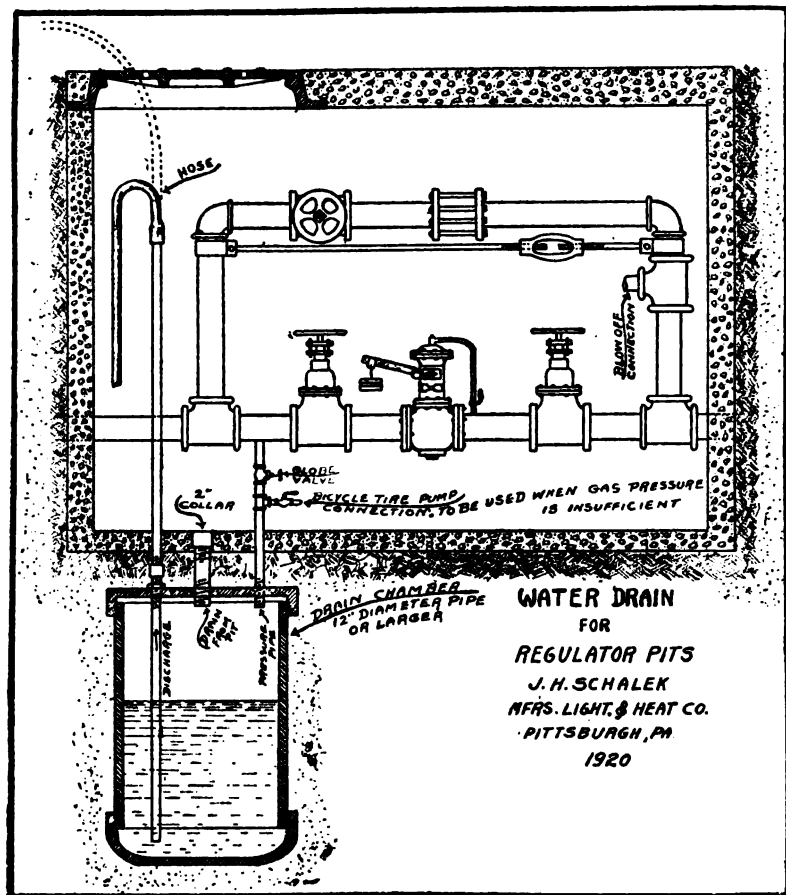 HOSE
BLOW OFF
CONNECTION
GLOBE
VALVE
2"
COLLAR
BICYCLE TIRE PUMP
CONNECTION. TO BE USED WHEN GAS PRESSURE
IS INSUFFICIENT
DRAIN CHAMBER
12" DIAMETER PIPE
OR LARGER
DRAIN
FROM
PIT
PRESSURE
PIPE
DISCHARGE
WATER DRAIN
FOR
REGULATOR PITS
J. H. SCHALEK
MFRS. LIGHT. & HEAT CO.
PITTSBURGH, PA
1920